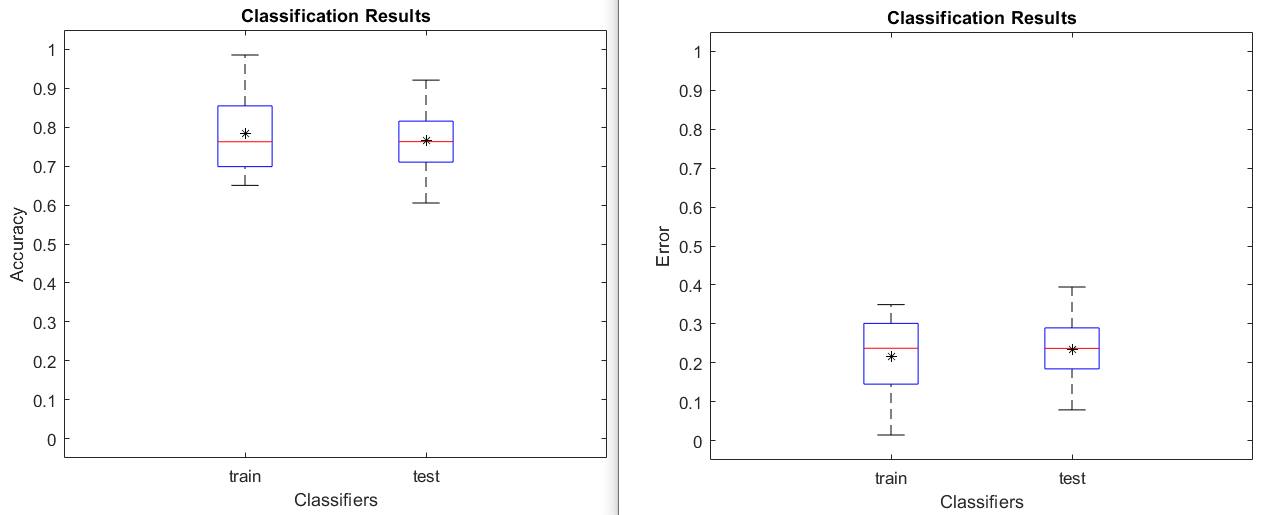 Classification Results
1
0.9
0.8
0.7
0.6
0.5
0.4
0.3
0.2
0.1
0
Accuracy
train test
Classifiers
Classification Results
1
0.9
0.8
0.7
0.6
0.5
0.4
0.3
0.2
0.1
0
Error
train test
Classifiers